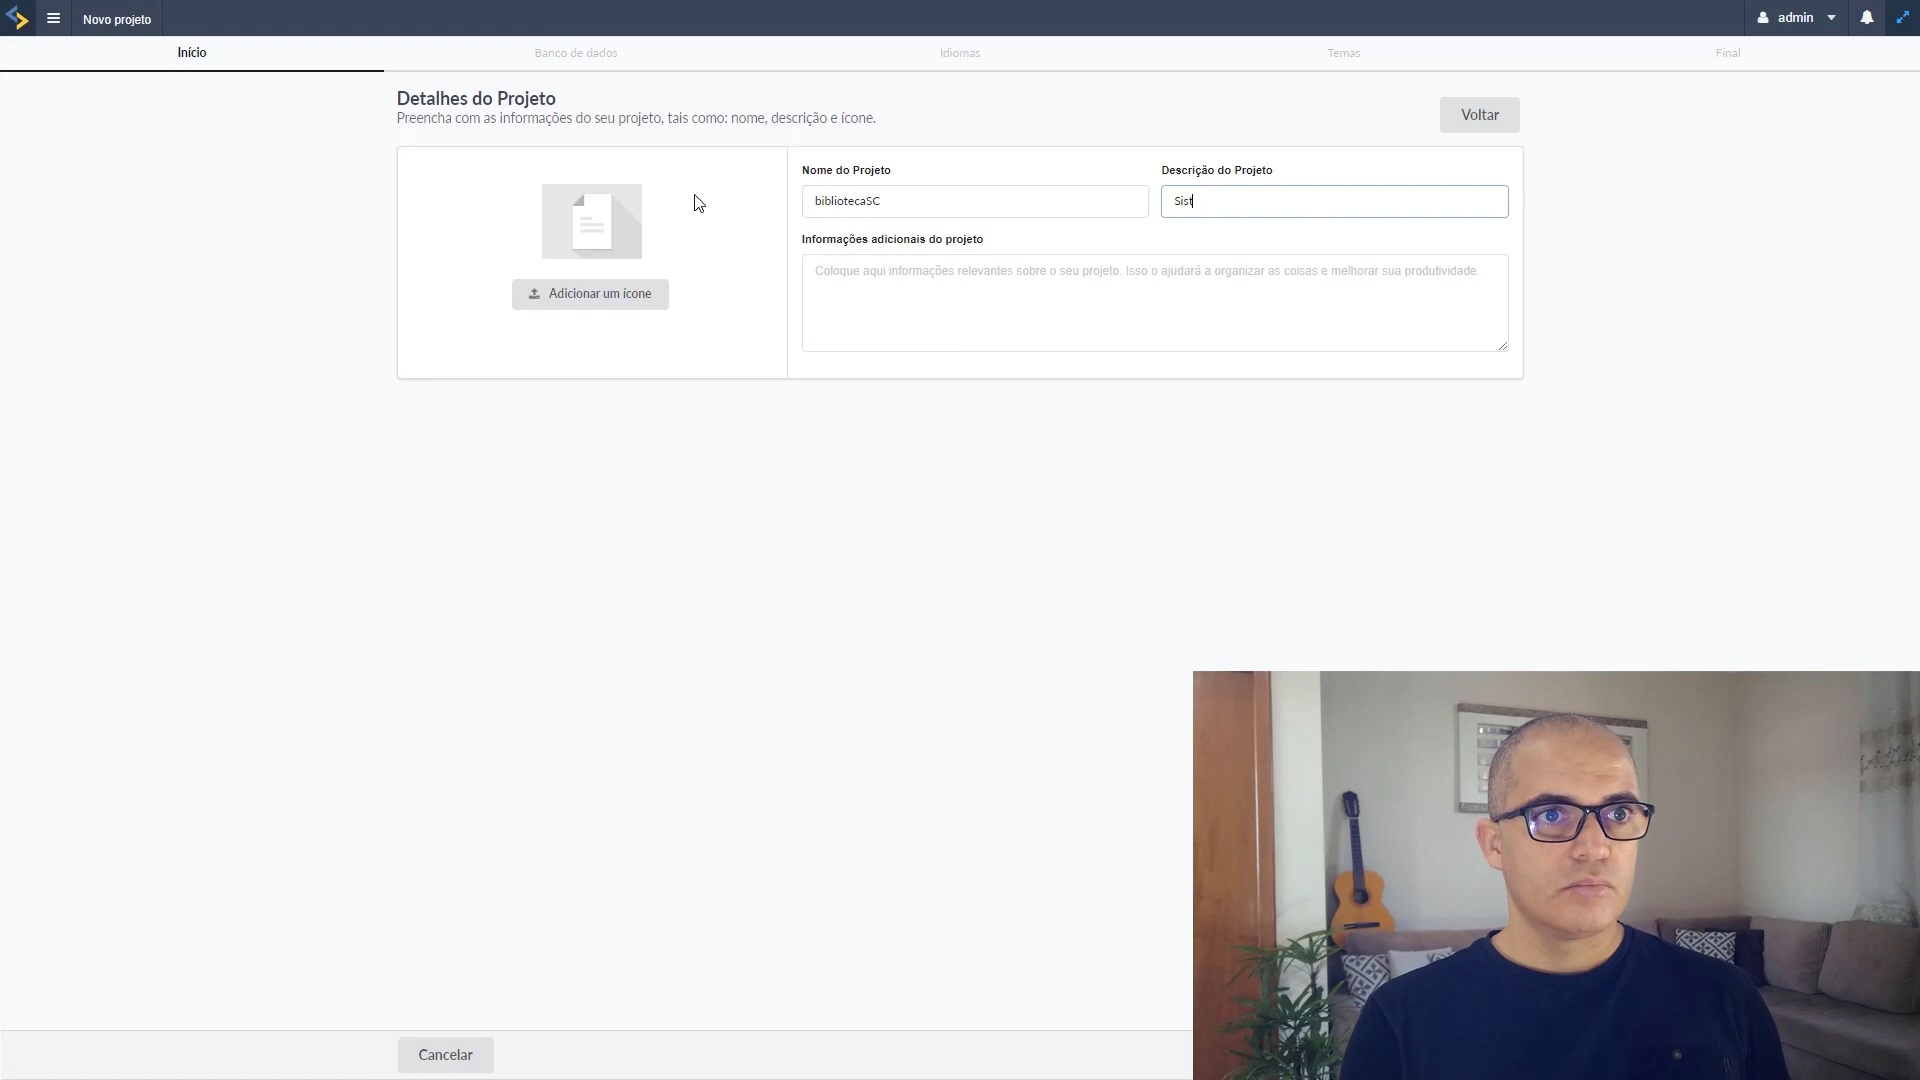 Novo projeto
admin
Início
Banco de dados
Idiomas
Temas
Final
Detalhes do Projeto
Preencha com as informações do seu projeto, tais como: nome, descrição e ícone.
Voltar
Nome do Projeto
Descrição do Projeto
bibliotecaSC
Sist
Informações adicionais do projeto
Coloque aqui informações relevantes sobre o seu projeto. Isso o ajudará a organizar as coisas e melhorar sua produtividade.
Adicionar um ícone
Cancelar